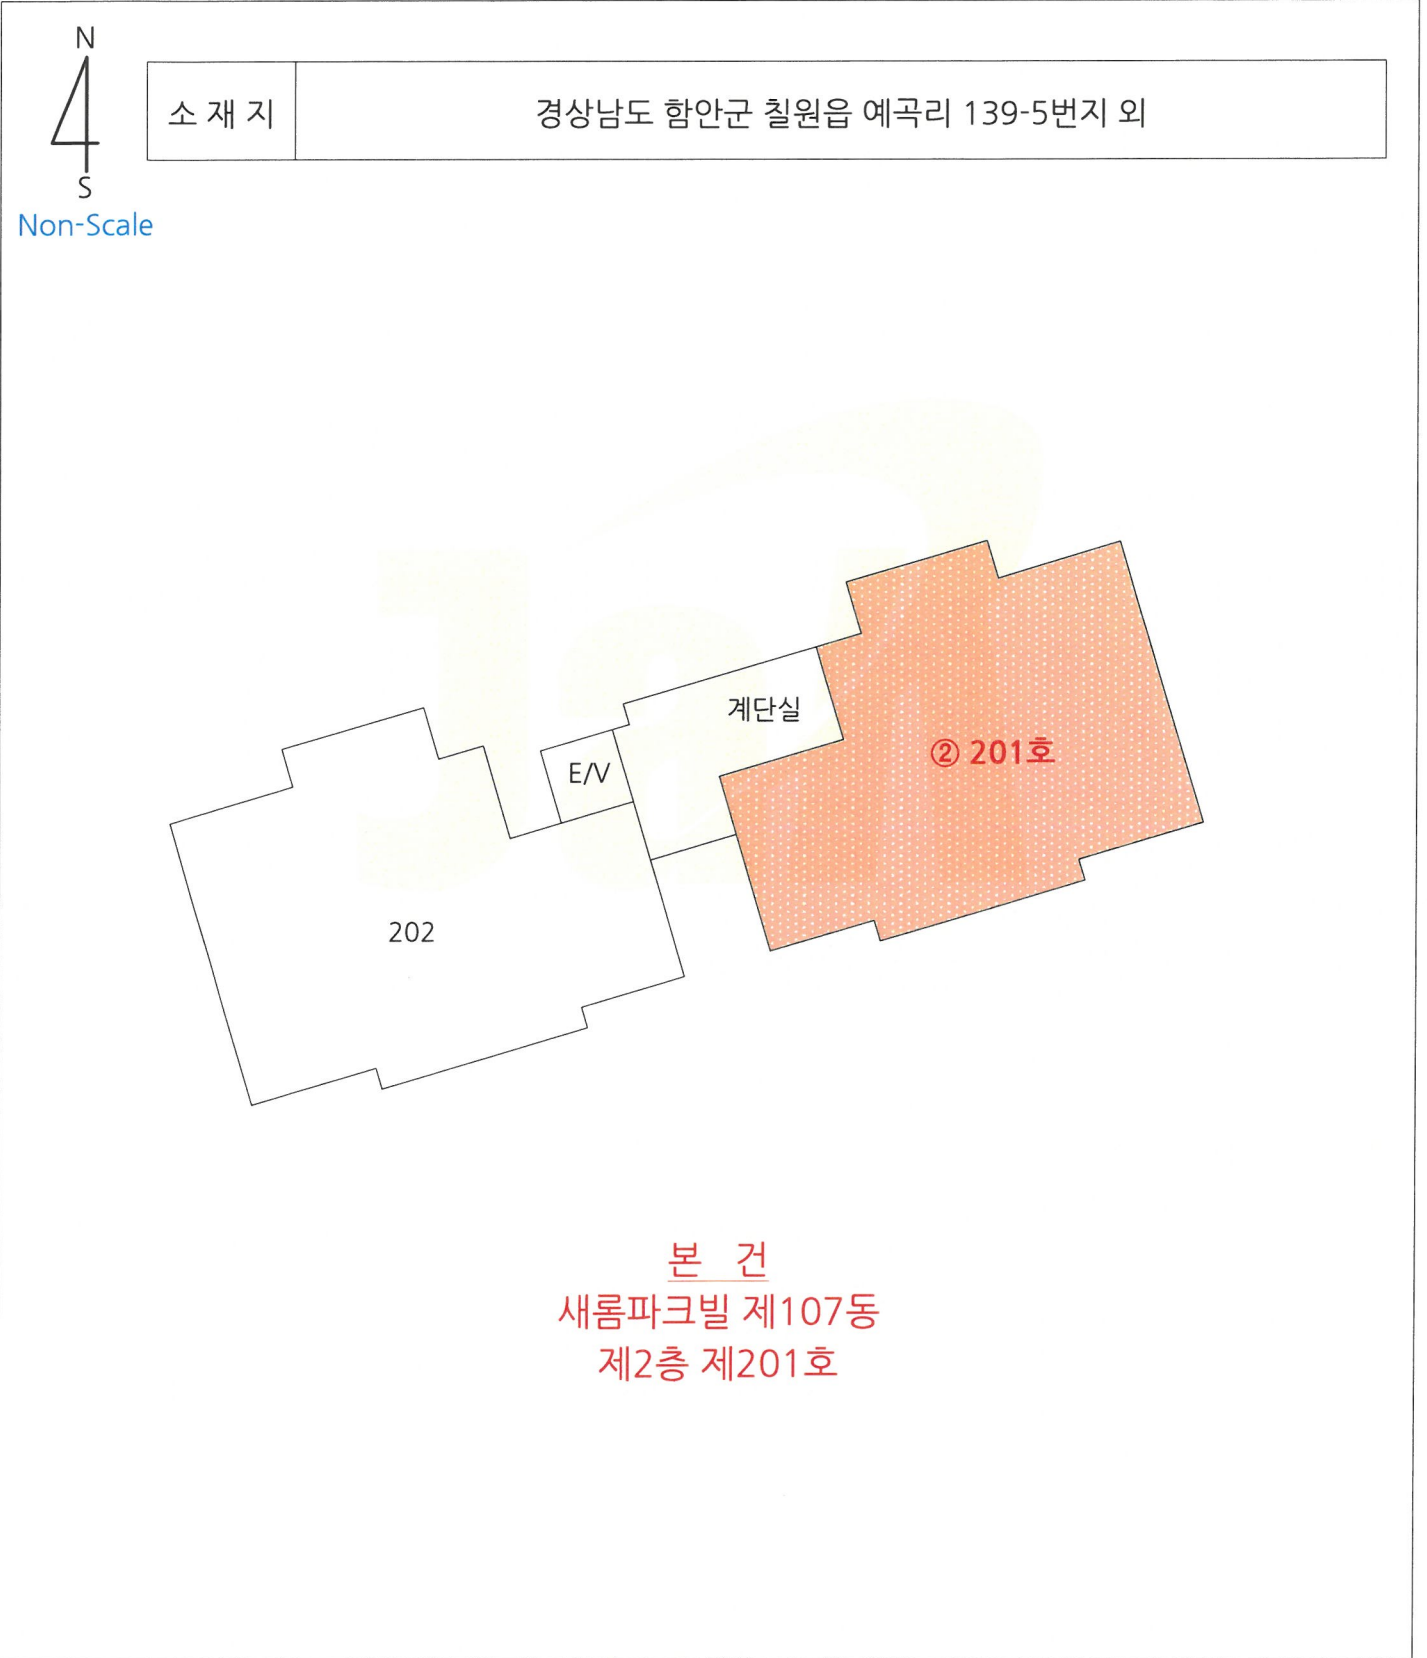 N
소 재 지
경상남도 함안군 칠원읍 예곡리 139-5번지 외
S
Non-Scale
계단실
② 201호
E/V
202
본 건
새롬파크빌 제107동
제2층 제201호